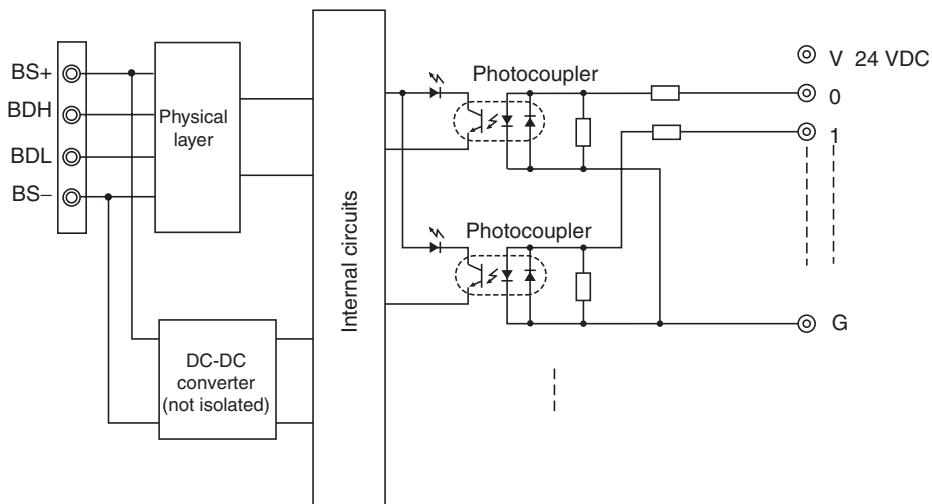 BS+
BDH
BDL
BS−
Physical
layer
DC-DC
converter
(not isolated)
Internal circuits
Photocoupler
Photocoupler
V 24 VDC
0
1
G